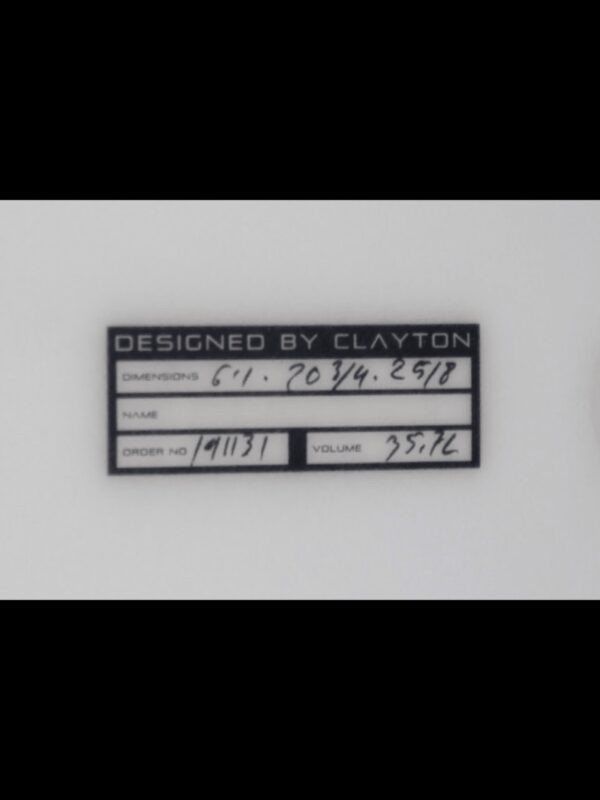 DESIGNED BY CLAYTON
DIMENSIONS 6'1. 20 3/4. 2 5/8
NAME
ORDER NO 191131
VOLUME 35.7L